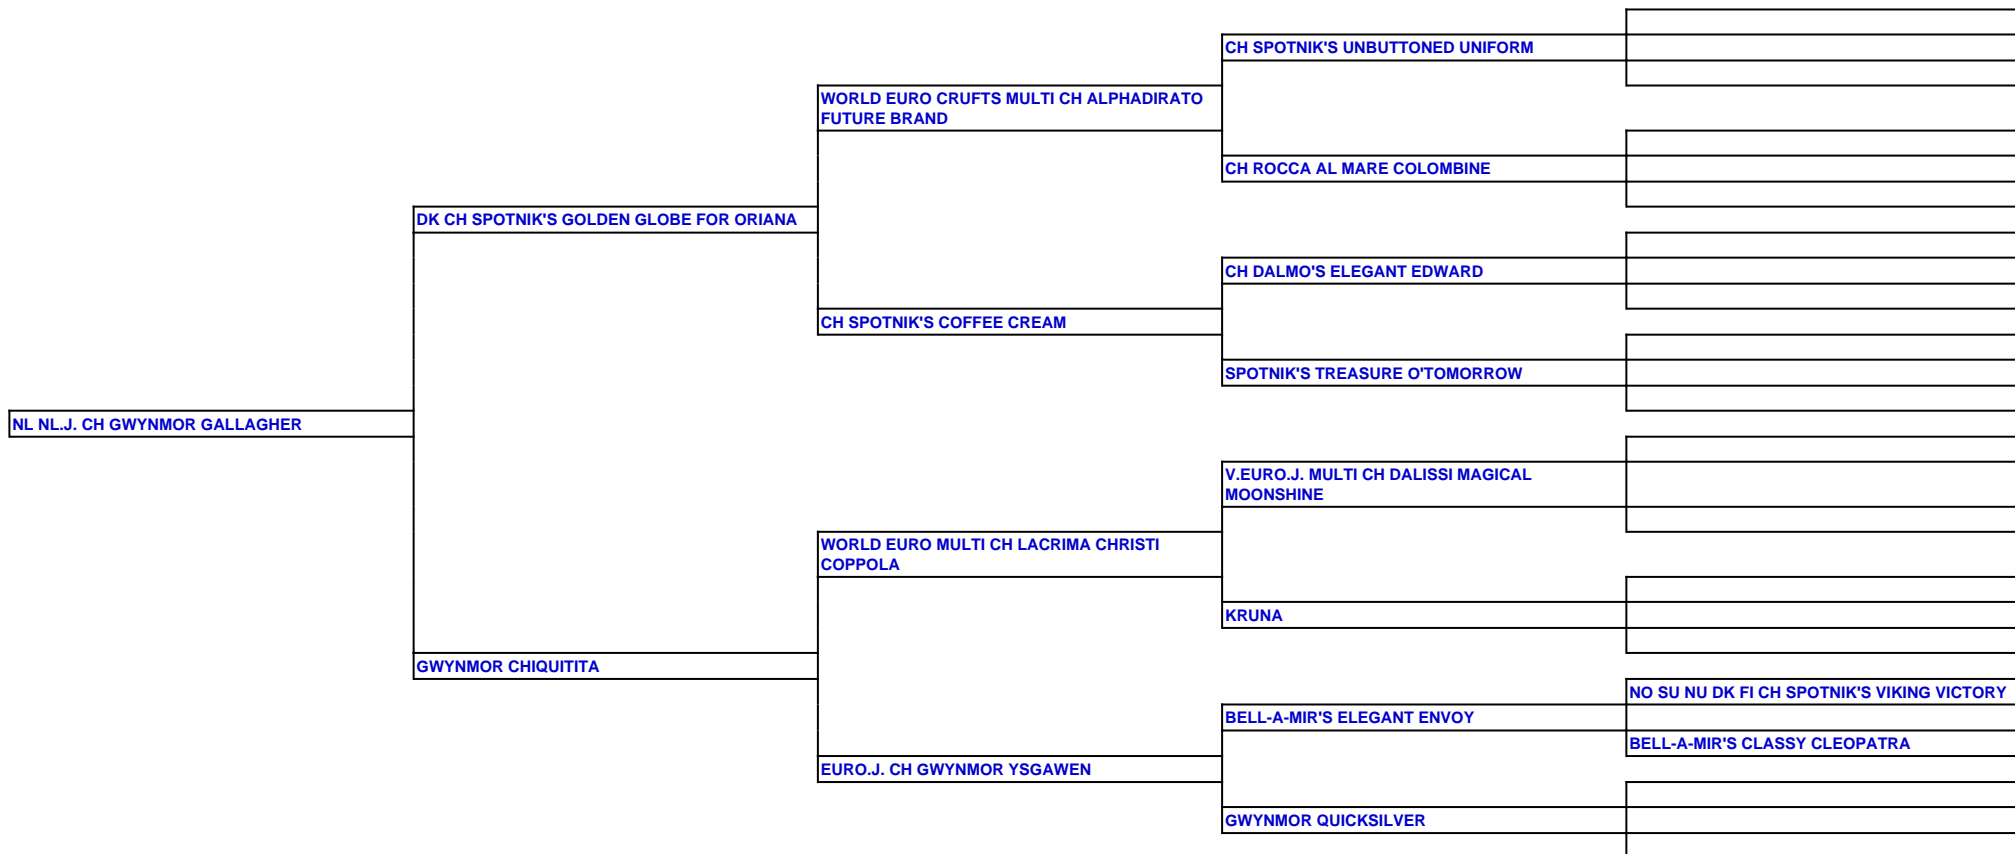 CH SPOTNIK'S UNBUTTONED UNIFORM
WORLD EURO CRUFTS MULTI CH ALPHADIRATO
FUTURE BRAND
CH ROCCA AL MARE COLOMBINE
DK CH SPOTNIK'S GOLDEN GLOBE FOR ORIANA
CH DALMO'S ELEGANT EDWARD
CH SPOTNIK'S COFFEE CREAM
SPOTNIK'S TREASURE O'TOMORROW
NL NL.J. CH GWYNMOR GALLAGHER
V.EURO.J. MULTI CH DALISSI MAGICAL
MOONSHINE
WORLD EURO MULTI CH LACRIMA CHRISTI
COPPOLA
KRUNA
GWYNMOR CHIQUITITA
NO SU NU DK FI CH SPOTNIK'S VIKING VICTORY
BELL-A-MIR'S ELEGANT ENVOY
BELL-A-MIR'S CLASSY CLEOPATRA
EURO.J. CH GWYNMOR YSGAWEN
GWYNMOR QUICKSILVER